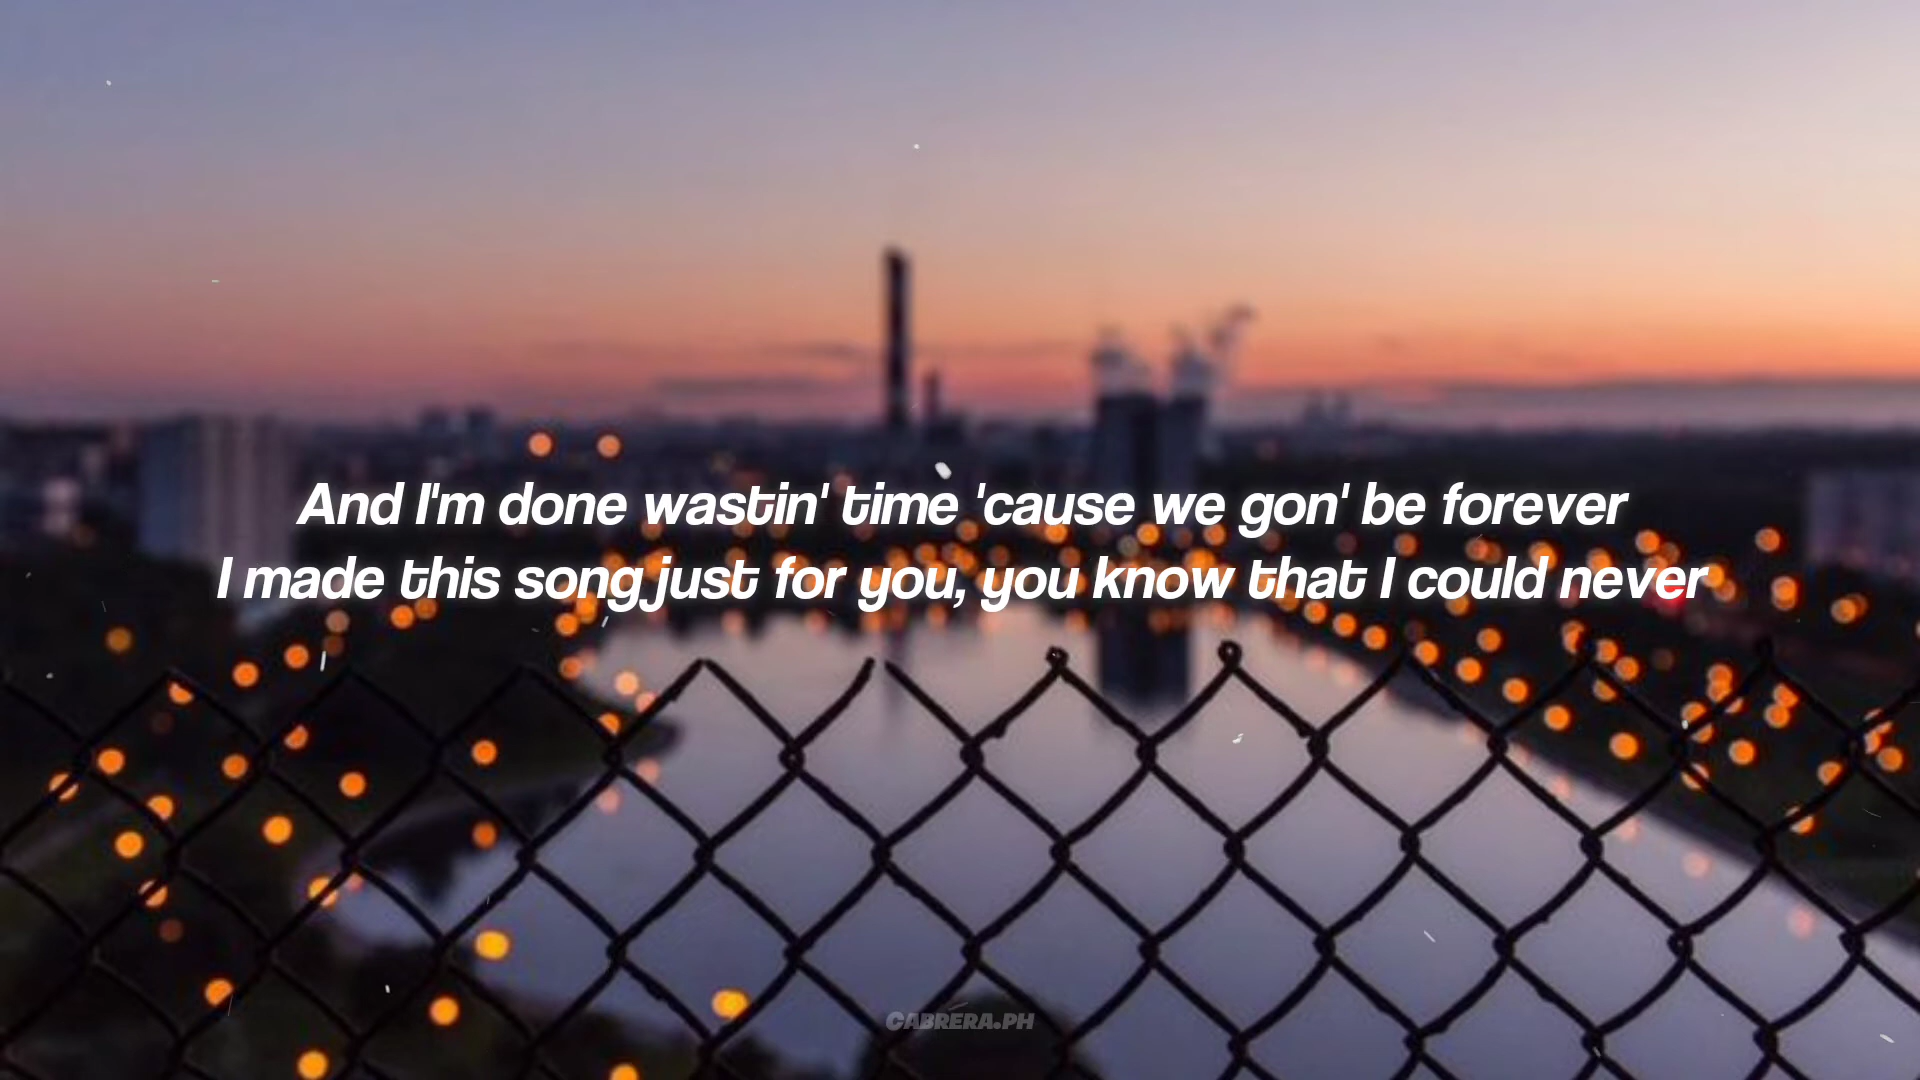 And I'm done wastin' time 'cause we gon' be forever
I made this song just for you, you know that I could never
CABRERA.PH